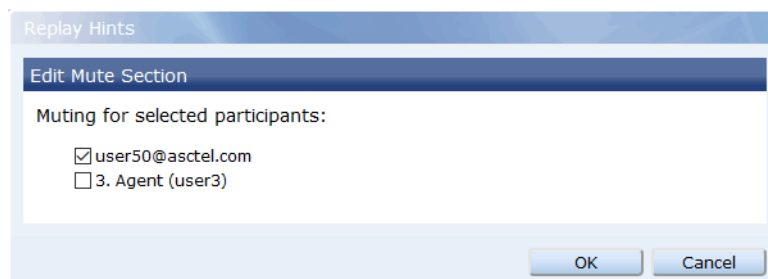 Replay Hints
Edit Mute Section
Muting for selected participants:
user50@asctel.com
3. Agent (user3)
OK Cancel